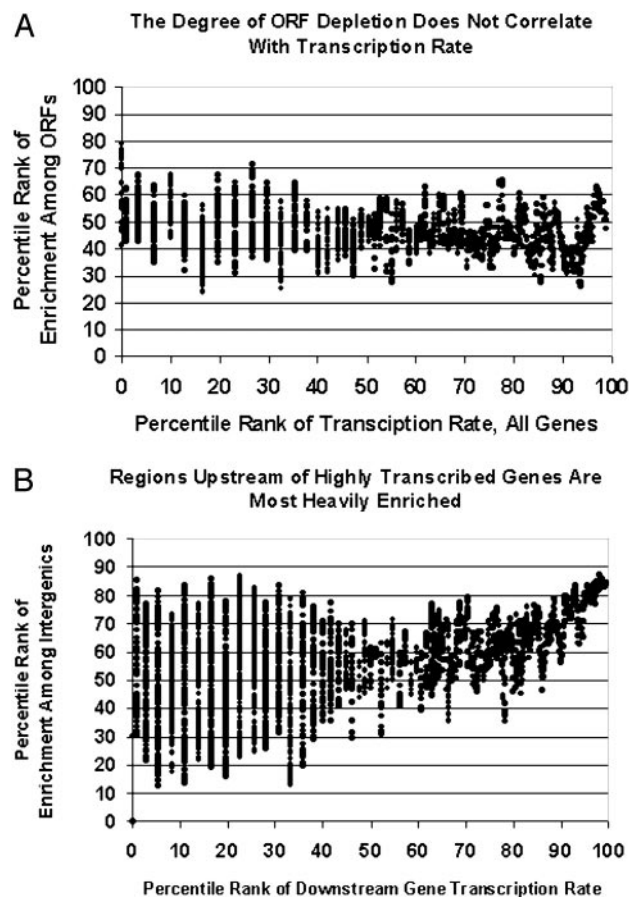 A
The Degree of ORF Depletion Does Not Correlate
With Transcription Rate
Percentile Rank of
Enrichment Among ORFs
100
90
80
70
60
50
40
30
20
10
0
0 10 20 30 40 50 60 70 80 90 100
Percentile Rank of Transciption Rate, All Genes
B
Regions Upstream of Highly Transcribed Genes Are
Most Heavily Enriched
Percentile Rank of
Enrichment Among Intergenics
100
90
80
70
60
50
40
30
20
10
0
0 10 20 30 40 50 60 70 80 90 100
Percentile Rank of Downstream Gene Transcription Rate